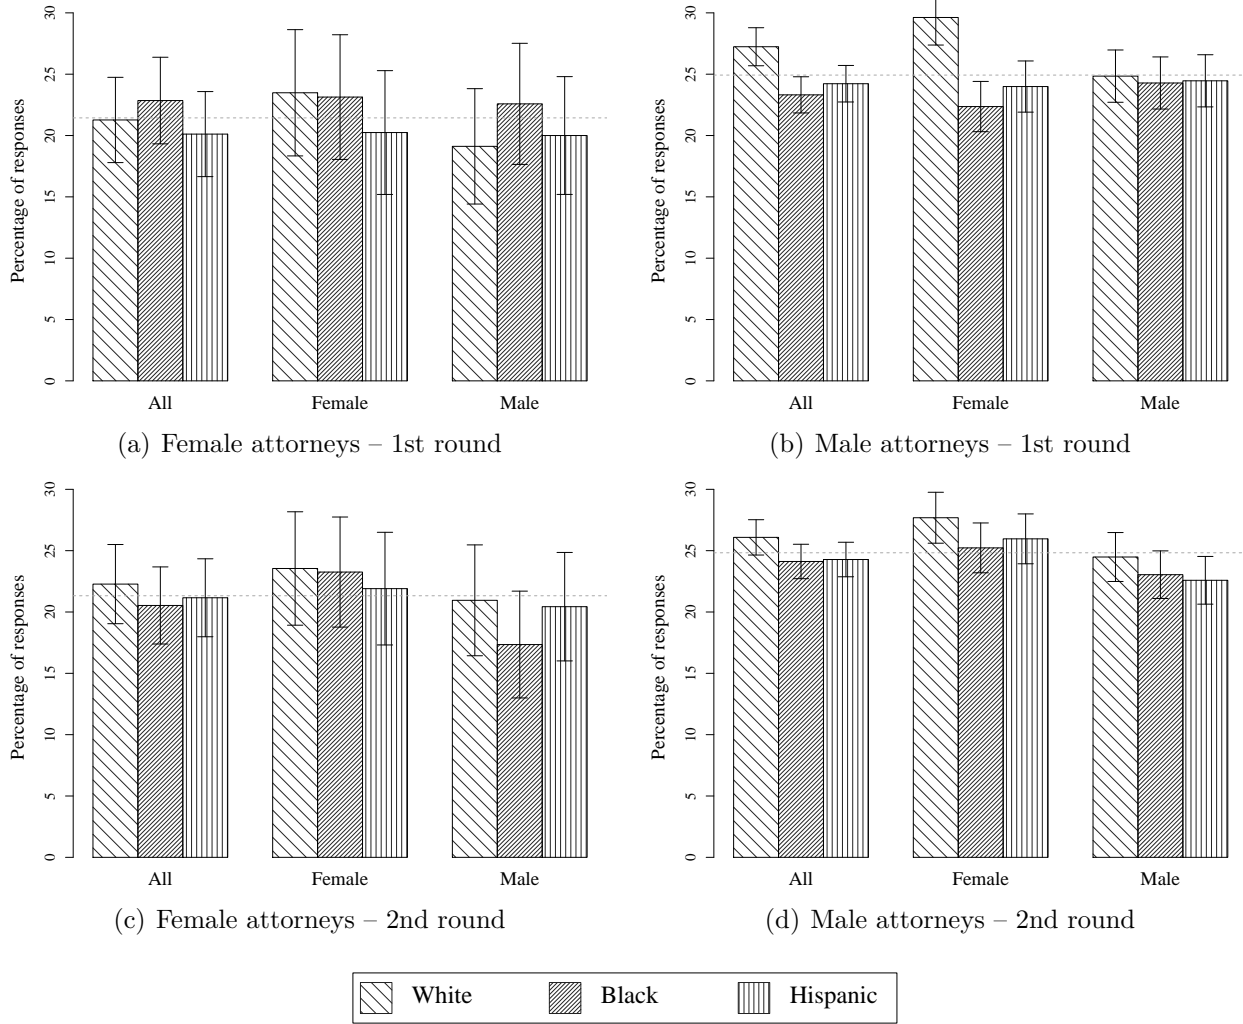 Percentage of responses
30
25
20
15
10
5
0
All Female Male
(a) Female attorneys – 1st round
Percentage of responses
30
25
20
15
10
5
0
All Female Male
(b) Male attorneys – 1st round
Percentage of responses
30
25
20
15
10
5
0
All Female Male
(c) Female attorneys – 2nd round
Percentage of responses
30
25
20
15
10
5
0
All Female Male
(d) Male attorneys – 2nd round
White Black Hispanic